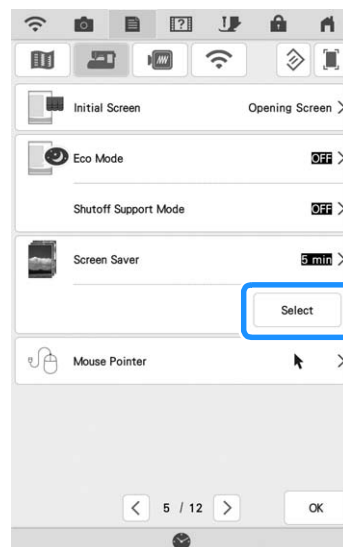 Initial Screen Opening Screen
Eco Mode OFF
Shutoff Support Mode OFF
Screen Saver 5 min
Select
Mouse Pointer
5 / 12
OK